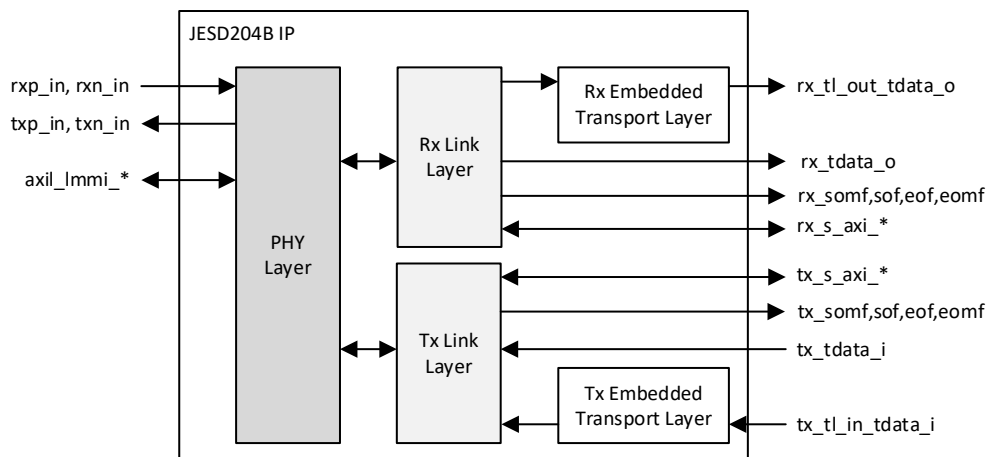 JESD204B IP
rxp_in, rxn_in
txp_in, txn_in
axil_lmmi_*
PHY
Layer
Rx Link
Layer
Rx Embedded
Transport Layer
rx_tl_out_tdata_o
rx_tdata_o
rx_somf,sof,eof,eomf
rx_s_axi_*
Tx Link
Layer
tx_s_axi_*
tx_somf,sof,eof,eomf
tx_tdata_i
Tx Embedded
Transport Layer
tx_tl_in_tdata_i